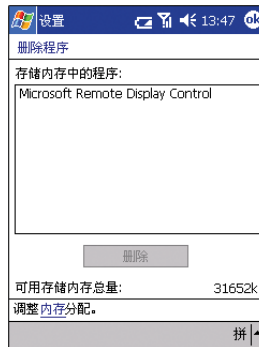 设置 13:47 ok
删除程序
存储内存中的程序:
Microsoft Remote Display Control
删除
可用存储内存总量: 31652k
调整内存分配。
拼